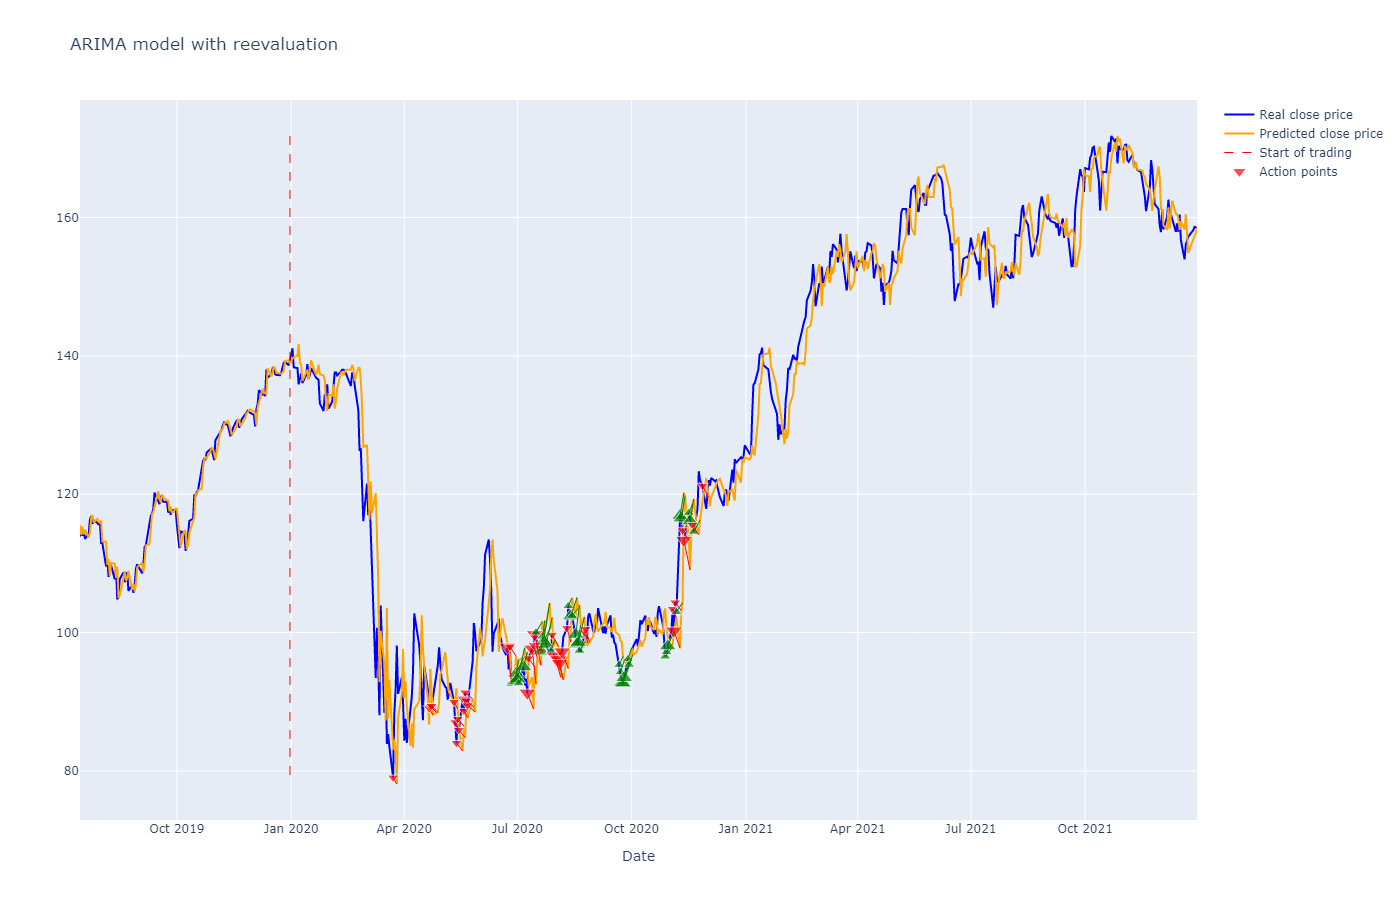 ARIMA model with reevaluation
Real close price
Predicted close price
Start of trading
Action points
160
140
120
100
80
Oct 2019
Jan 2020
Apr 2020
Jul 2020
Oct 2020
Jan 2021
Apr 2021
Jul 2021
Oct 2021
Date